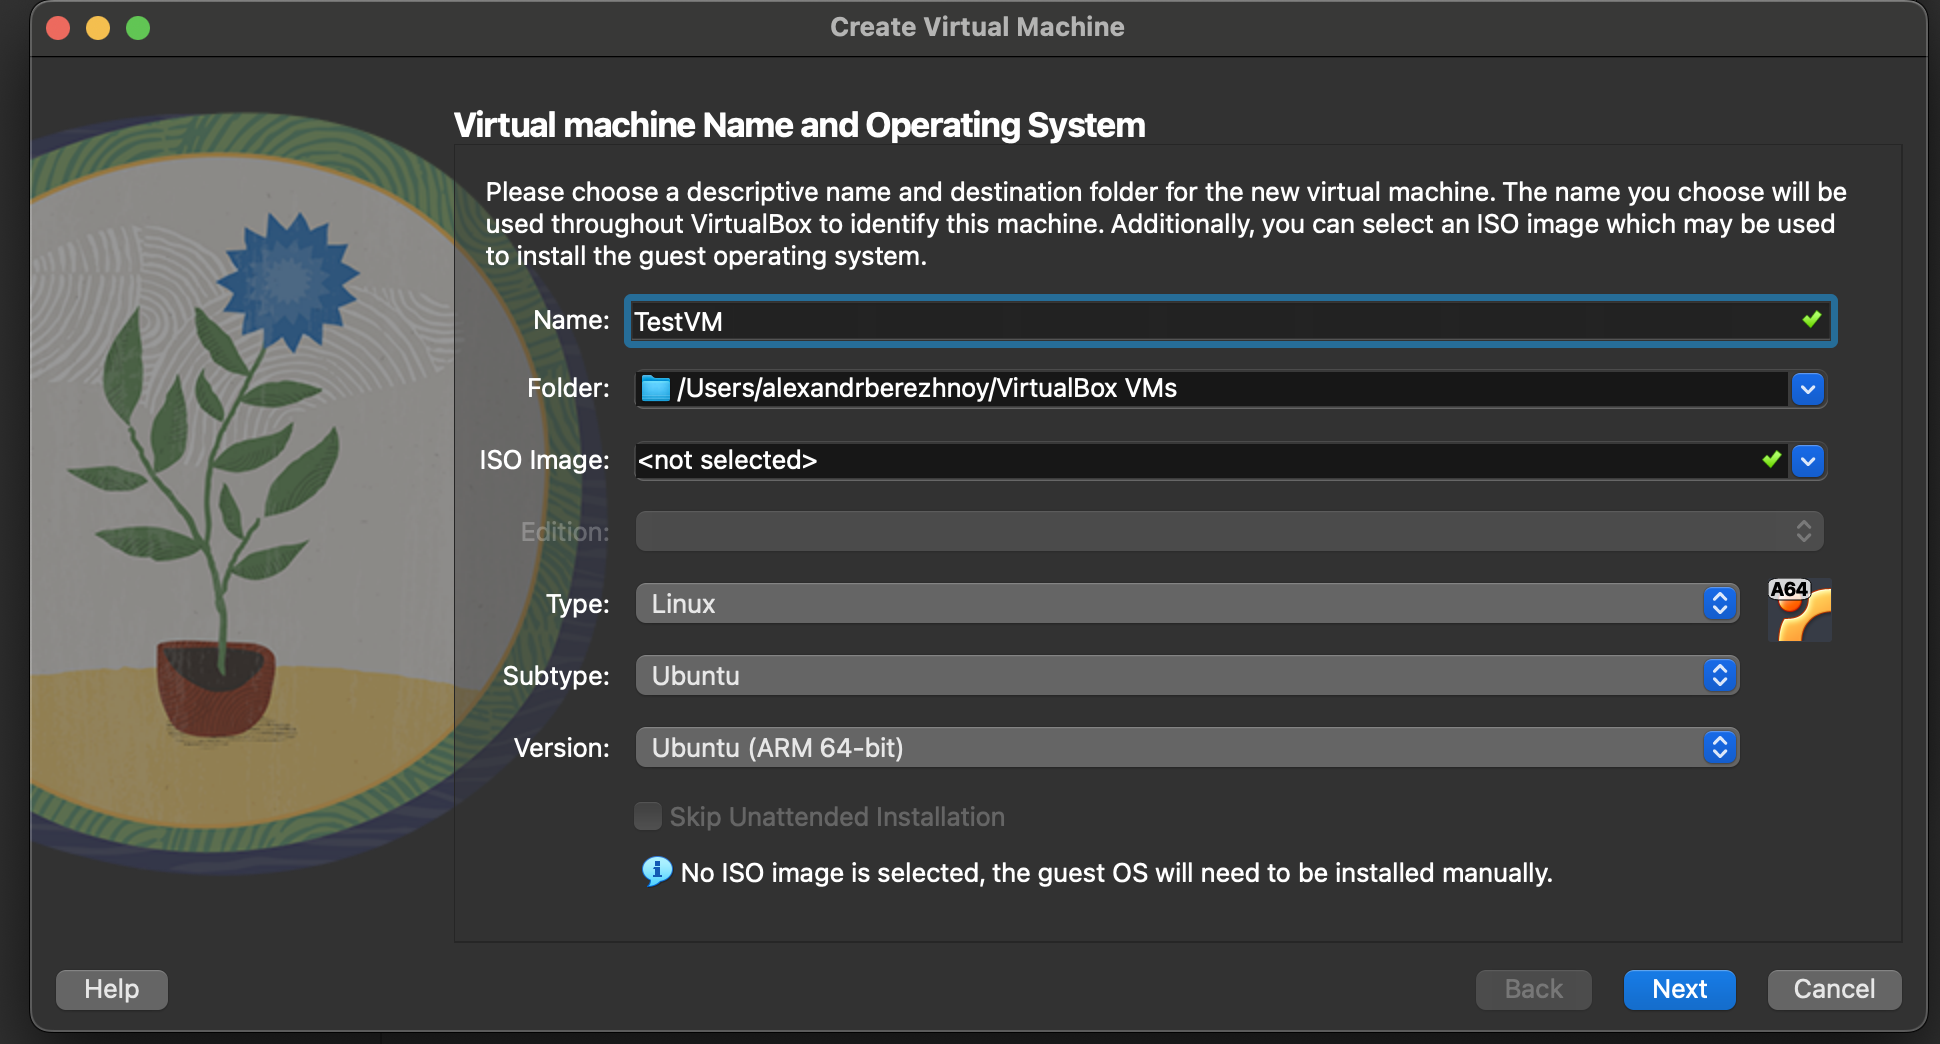 Create Virtual Machine
Virtual machine Name and Operating System
Please choose a descriptive name and destination folder for the new virtual machine. The name you choose will be
used throughout VirtualBox to identify this machine. Additionally, you can select an ISO image which may be used
to install the guest operating system.
Name: TestVM
Folder: /Users/alexandrberezhnoy/VirtualBox VMs
ISO Image: <not selected>
Edition:
Type: Linux
A64
Subtype: Ubuntu
Version: Ubuntu (ARM 64-bit)
Skip Unattended Installation
No ISO image is selected, the guest OS will need to be installed manually.
Help Back Next Cancel